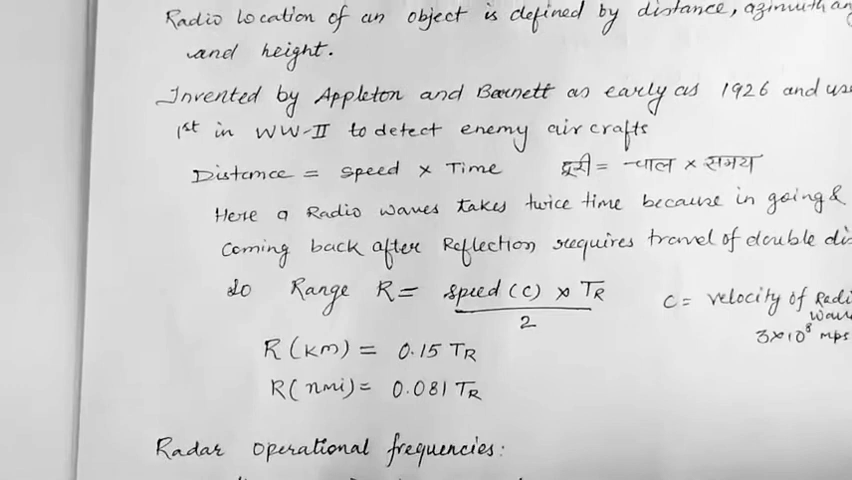 Radio location of an object is defined by distance, azimuth an
and height.
Invented by Appleton and Barnett as early as 1926 and use
1st in WW-II to detect enemy air crafts
Distance = speed × Time दूरी = चाल × समय
Here a Radio waves takes twice time because in going &
coming back after Reflection requires travel of double dis
so Range R = speed (c) × TR / 2 C = velocity of Radi
wave
3×10⁸ mps
R (km) = 0.15 TR
R (nmi) = 0.081 TR
Radar operational frequencies: